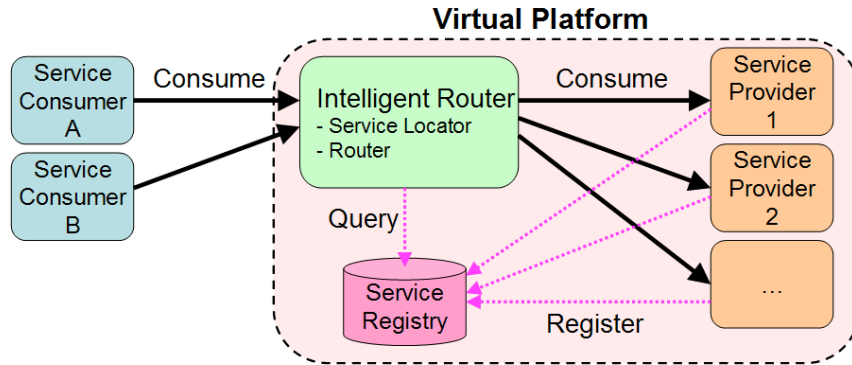 Virtual Platform
Service
Consumer
A
Consume
Intelligent Router
- Service Locator
- Router
Consume
Service
Provider
1
Service
Consumer
B
Service
Provider
2
Query
Service
Registry
Register
...